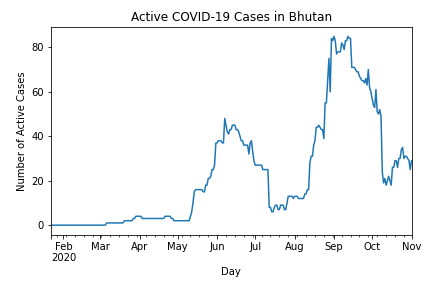 Active COVID-19 Cases in Bhutan
Number of Active Cases
80
60
40
20
0
Feb Mar Apr May Jun Jul Aug Sep Oct Nov
2020
Day